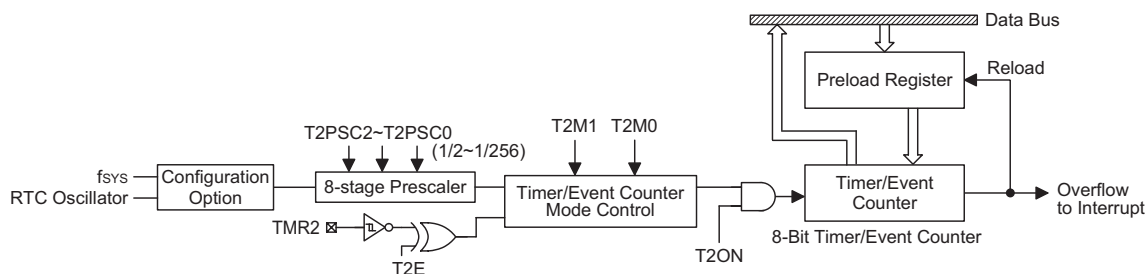 Data Bus
Preload Register
Reload
T2PSC2~T2PSC0
(1/2~1/256)
T2M1
T2M0
fSYS
RTC Oscillator
Configuration
Option
8-stage Prescaler
Timer/Event Counter
Mode Control
Timer/Event
Counter
Overflow
to Interrupt
TMR2
T2E
T2ON
8-Bit Timer/Event Counter